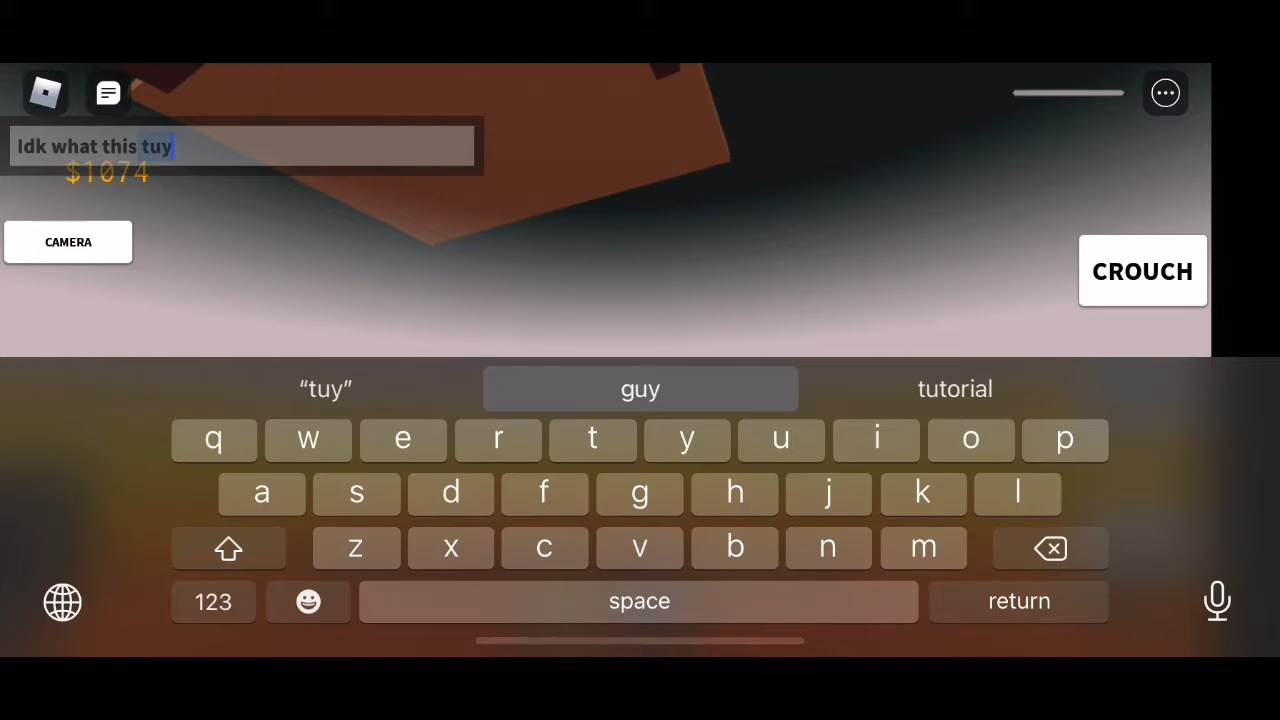 Idk what this tuy
$1074
CAMERA
CROUCH
“tuy” guy tutorial
q w e r t y u i o p
a s d f g h j k l
z x c v b n m
123 space return